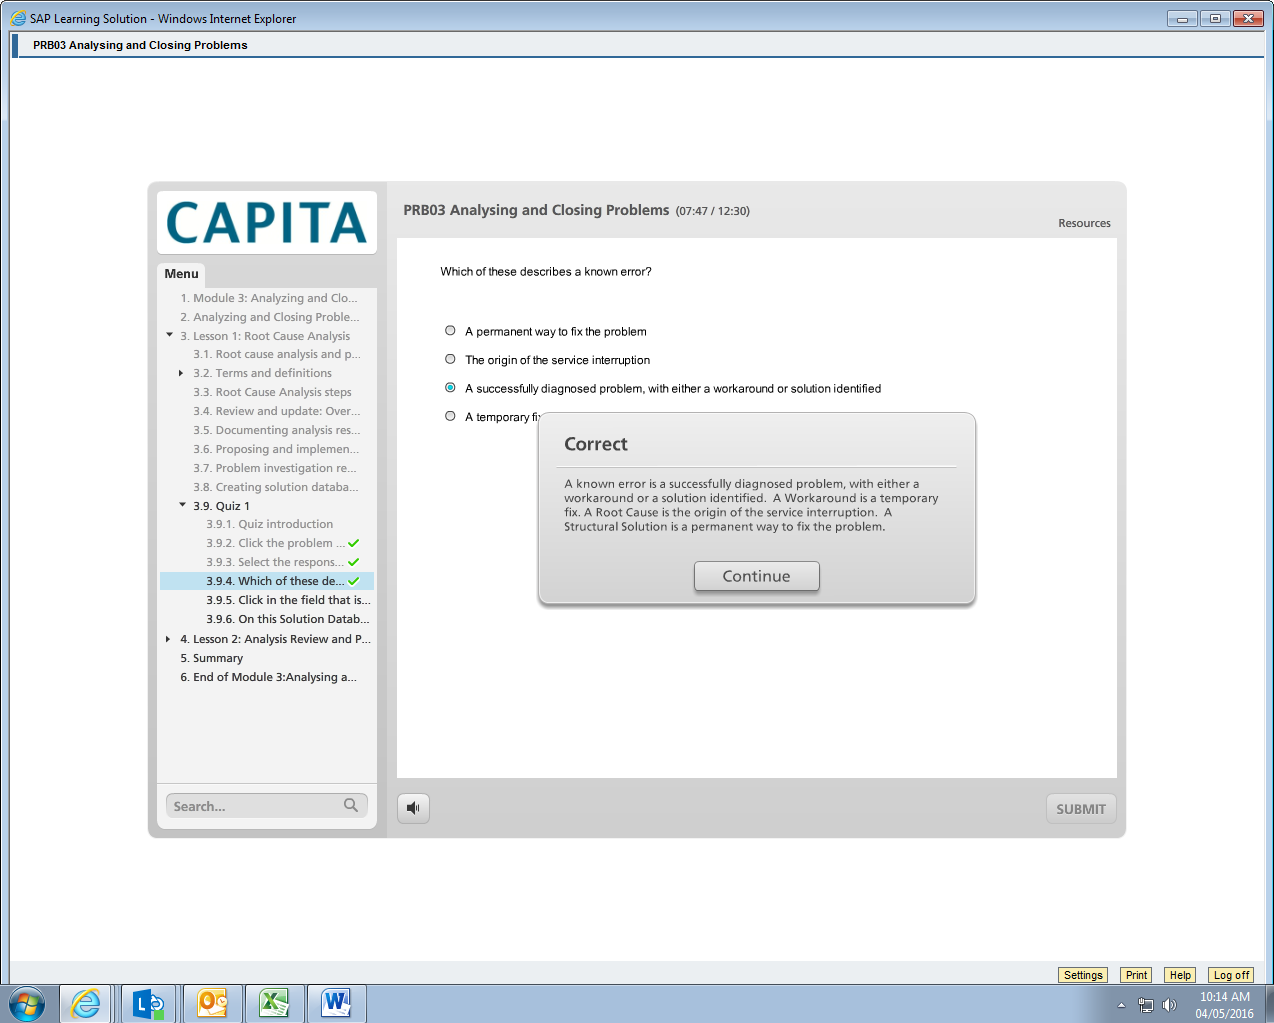 SAP Learning Solution - Windows Internet Explorer
PRB03 Analysing and Closing Problems
CAPITA
PRB03 Analysing and Closing Problems (07:47 / 12:30)
Resources
Menu
1. Module 3: Analyzing and Clo...
2. Analyzing and Closing Proble...
3. Lesson 1: Root Cause Analysis
3.1. Root cause analysis and p...
3.2. Terms and definitions
3.3. Root Cause Analysis steps
3.4. Review and update: Over...
3.5. Documenting analysis res...
3.6. Proposing and implemen...
3.7. Problem investigation re...
3.8. Creating solution databa...
3.9. Quiz 1
3.9.1. Quiz introduction
3.9.2. Click the problem ...
3.9.3. Select the respons...
3.9.4. Which of these de...
3.9.5. Click in the field that is...
3.9.6. On this Solution Datab...
4. Lesson 2: Analysis Review and P...
5. Summary
6. End of Module 3:Analysing a...
Search...
Which of these describes a known error?
A permanent way to fix the problem
The origin of the service interruption
A successfully diagnosed problem, with either a workaround or solution identified
A temporary fi
Correct
A known error is a successfully diagnosed problem, with either a
workaround or a solution identified. A Workaround is a temporary
fix. A Root Cause is the origin of the service interruption. A
Structural Solution is a permanent way to fix the problem.
Continue
SUBMIT
Settings
Print
Help
Log off
10:14 AM
04/05/2016